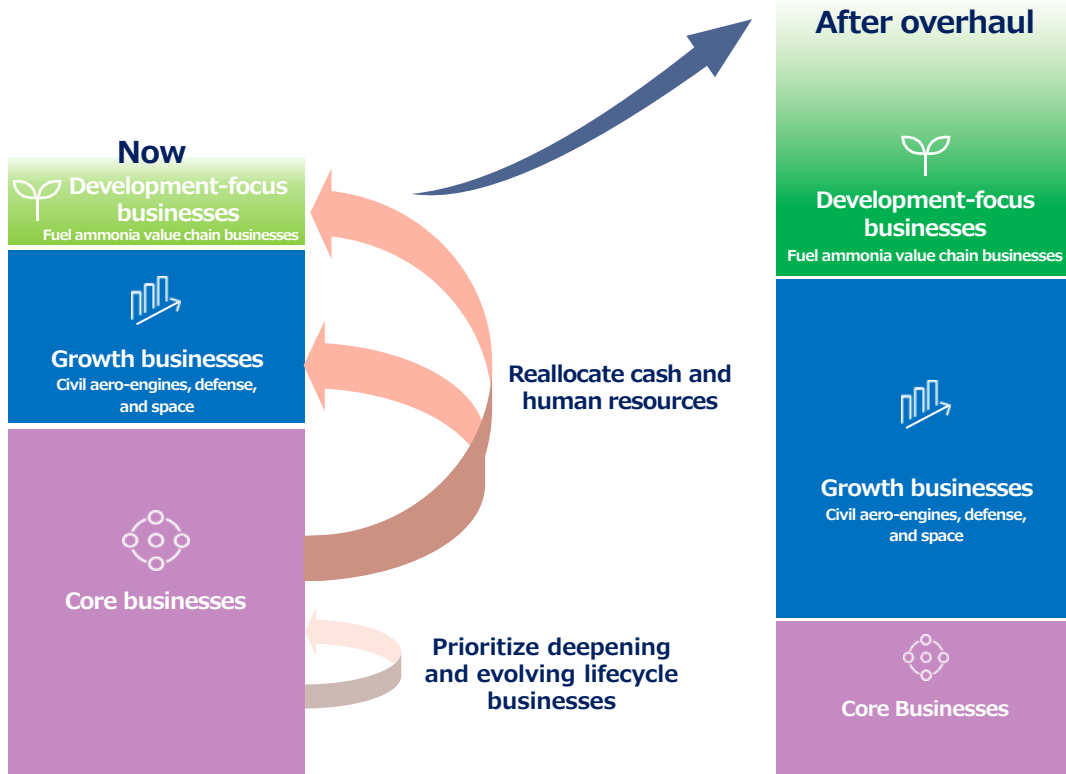 Now
Development-focus
businesses
Fuel ammonia value chain businesses
Growth businesses
Civil aero-engines, defense,
and space
Core businesses
Reallocate cash and
human resources
Prioritize deepening
and evolving lifecycle
businesses
After overhaul
Development-focus
businesses
Fuel ammonia value chain businesses
Growth businesses
Civil aero-engines, defense,
and space
Core Businesses